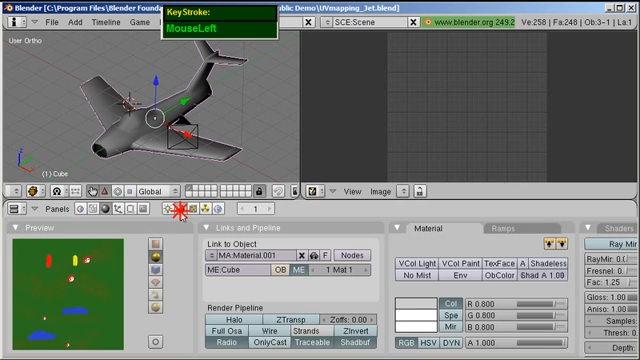 Blender [C:\Program Files\Blender Founda
blic Demo\UVmapping_Jet.blend]
KeyStroke:
MouseLeft
File Add Timeline Game
SCE:Scene
www.blender.org 249.2
Ve:258 | Fa:248 | Ob:3-1 | La:1
User Ortho
(1) Cube
Global
View Image
Panels
1
Preview
Links and Pipeline
Link to Object
MA:Material.001
F
Nodes
ME:Cube
OB
ME
1 Mat 1
Render Pipeline
Halo
ZTransp
Zoffs: 0.00
Full Osa
Wire
Strands
ZInvert
Radio
OnlyCast
Traceable
Shadbuf
Material
Ramps
VCol Light
VCol Paint
TexFace
A
Shadeless
No Mist
Env
ObColor
Shad A 1.00
Col
R 0.800
Spe
G 0.800
Mir
B 0.800
RGB
HSV
DYN
A 1.000
Shaders
Ray Mir
Fresnel:
Fac: 1.25
Gloss: 1.00
Aniso: 1.00
Samples:
Thresh: 0.